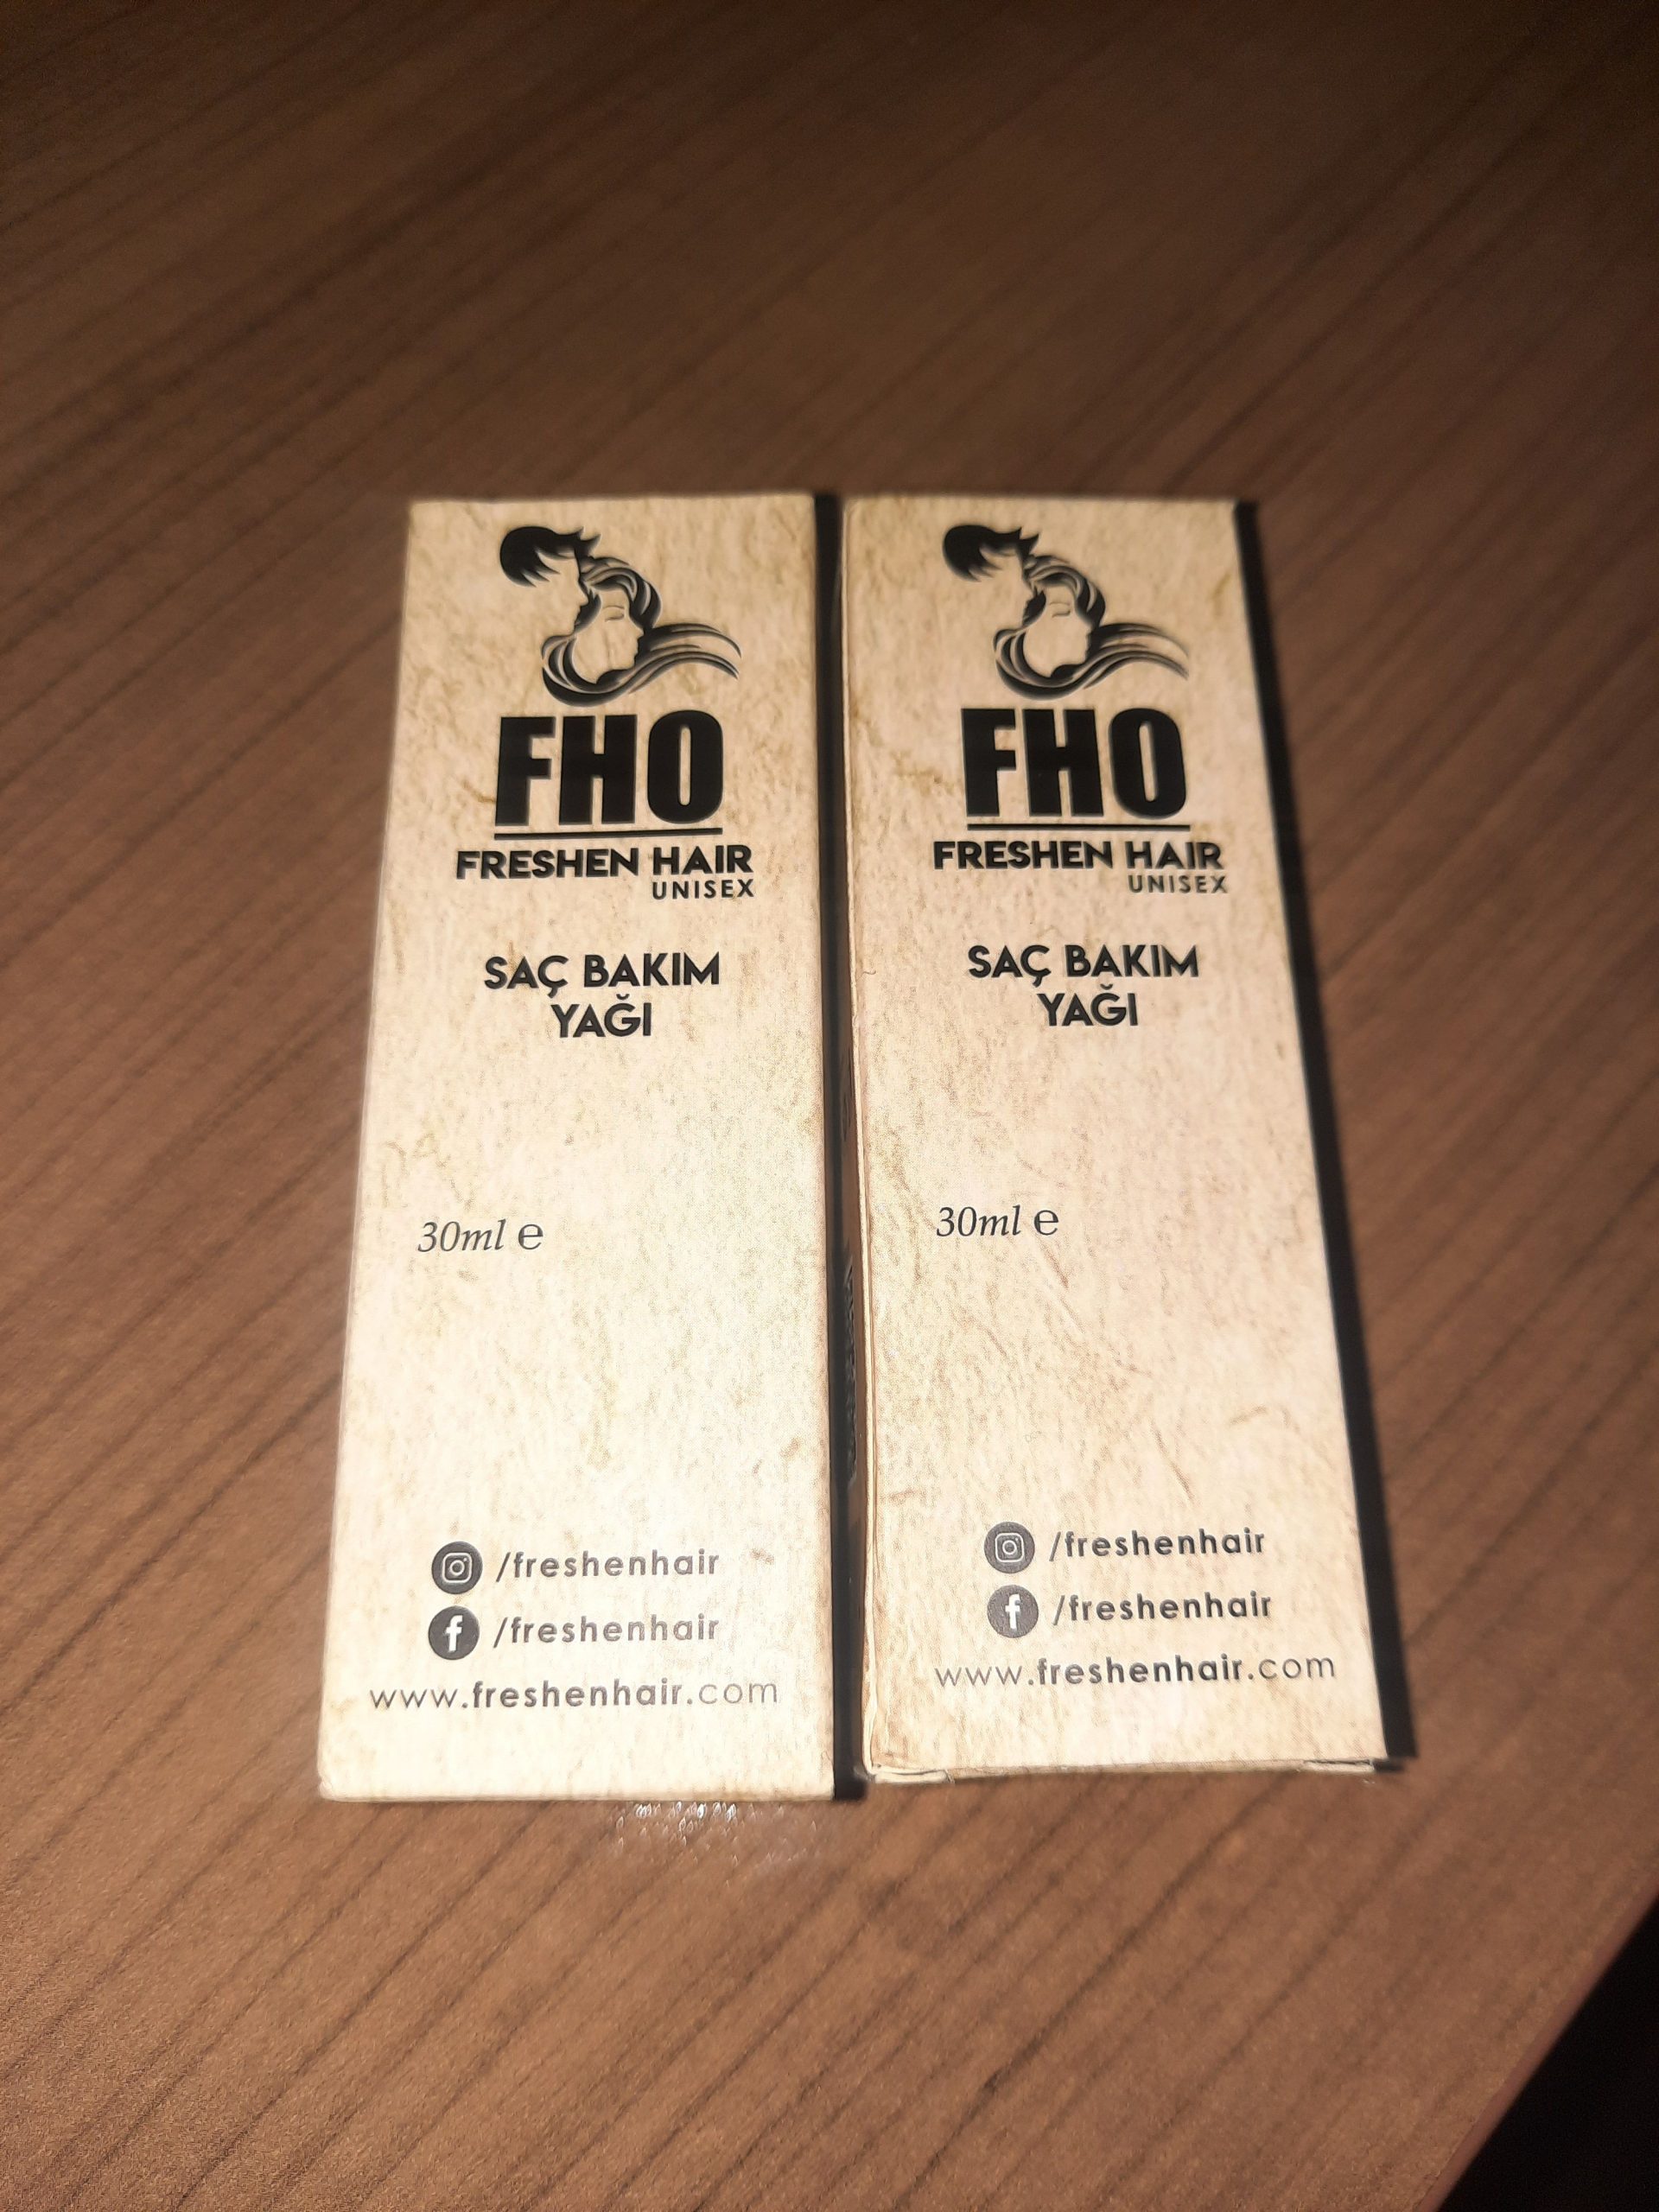 FHO
FRESHEN HAIR
UNISEX
SAÇ BAKIM
YAĞI
30ml ℮
/freshenhair
/freshenhair
www.freshenhair.com
FHO
FRESHEN HAIR
UNISEX
SAÇ BAKIM
YAĞI
30ml ℮
/freshenhair
/freshenhair
www.freshenhair.com